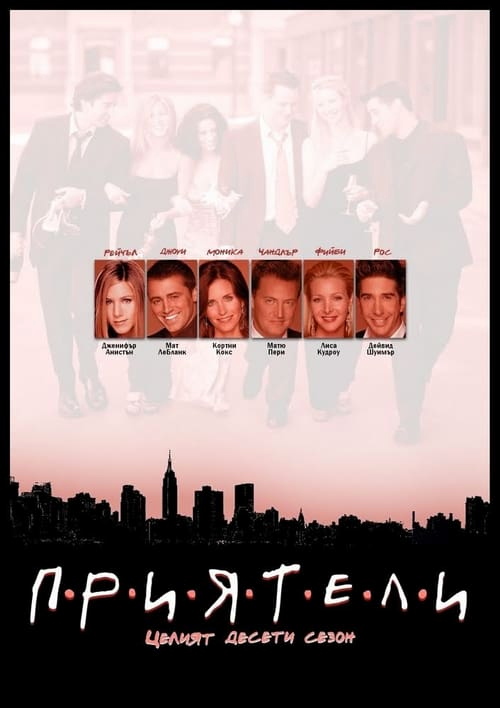 РЕЙЧЪЛ ДЖОУИ МОНИКА ЧАНДЛЪР ФИЙБИ РОС
Дженифър Анистън
Мат ЛеБланк
Кортни Кокс
Матю Пери
Лиса Кудроу
Дейвид Шуимър
П·Р·И·Я·Т·Е·Л·И
ЦЕЛИЯТ ДЕСЕТИ СЕЗОН